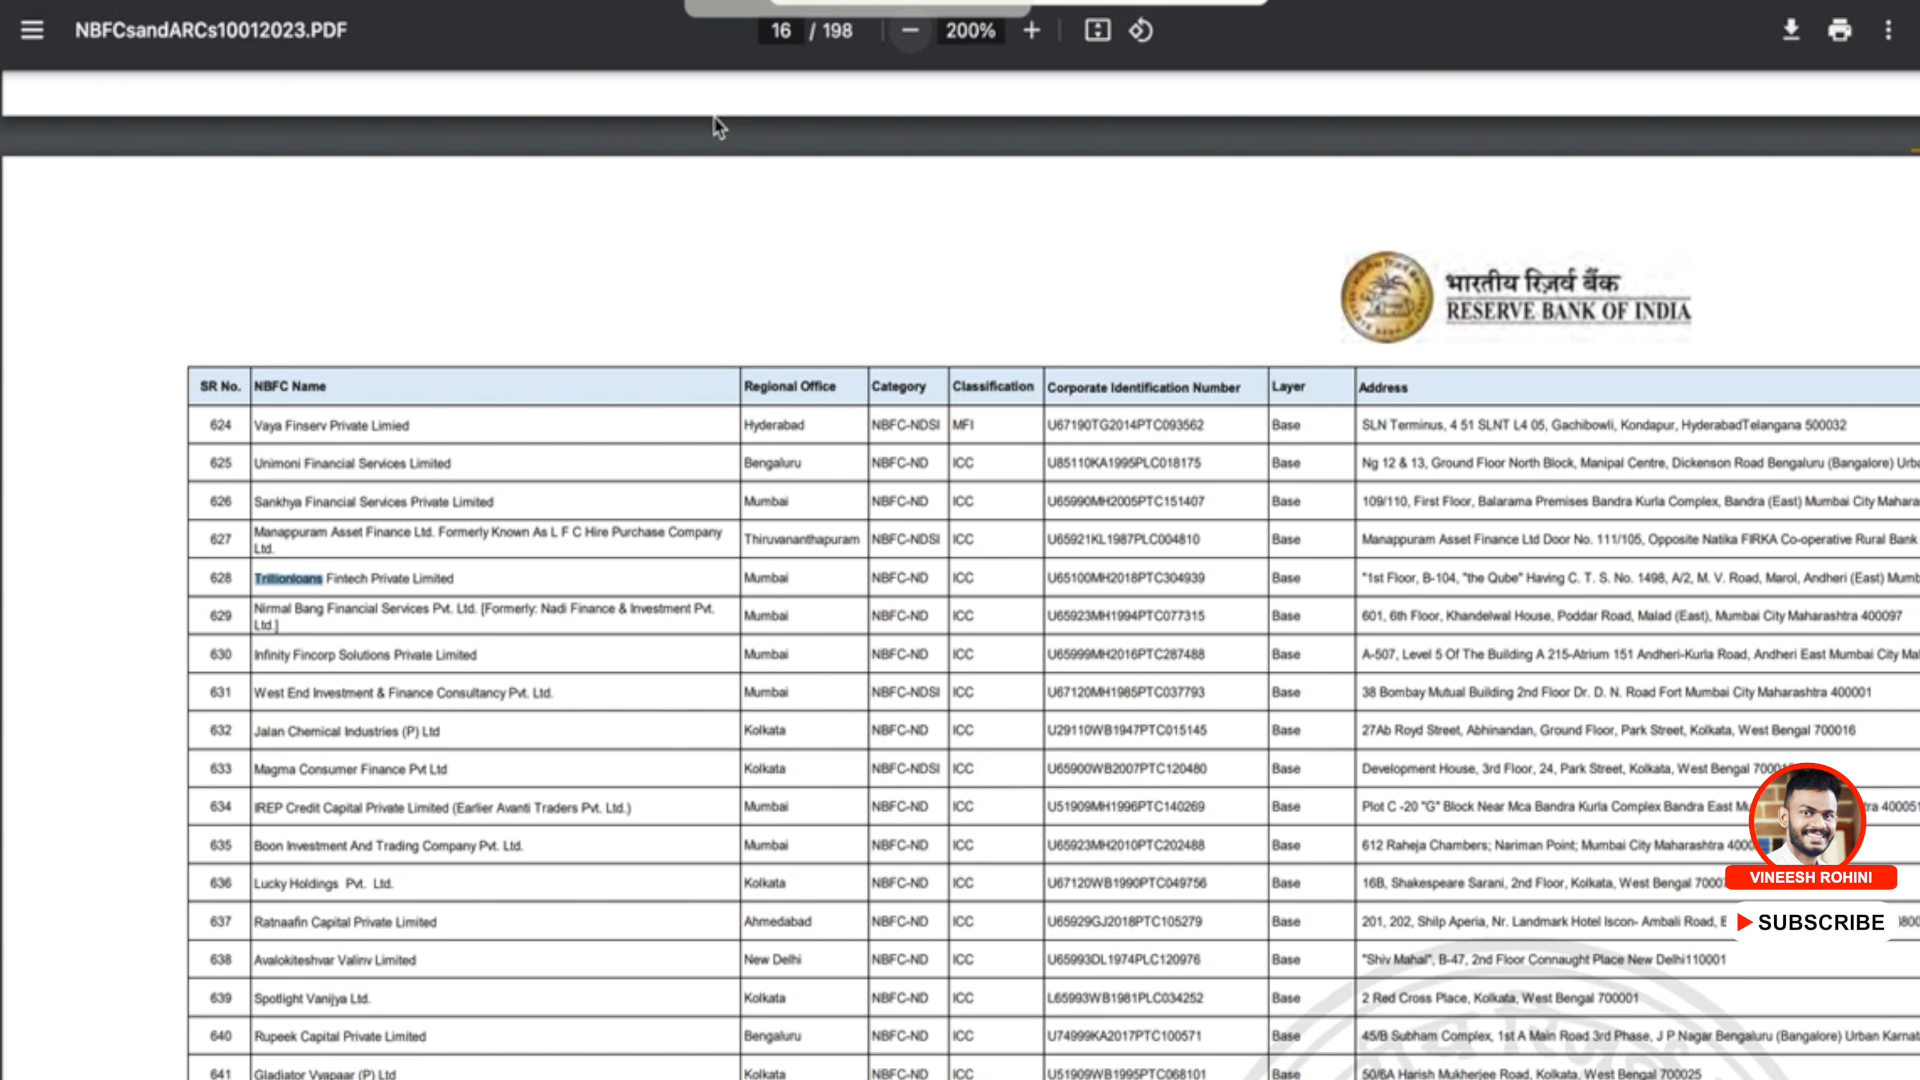 NBFCsandARCs10012023.PDF
16 / 198
200%
भारतीय रिज़र्व बैंक
RESERVE BANK OF INDIA
SR No. NBFC Name Regional Office Category Classification Corporate Identification Number Layer Address
624 Vaya Finserv Private Limied Hyderabad NBFC-NDSI MFI U67190TG2014PTC093562 Base SLN Terminus, 4 51 SLNT L4 05, Gachibowli, Kondapur, HyderabadTelangana 500032
625 Unimoni Financial Services Limited Bengaluru NBFC-ND ICC U85110KA1995PLC018175 Base Ng 12 & 13, Ground Floor North Block, Manipal Centre, Dickenson Road Bengaluru (Bangalore) Urba
626 Sankhya Financial Services Private Limited Mumbai NBFC-ND ICC U65990MH2005PTC151407 Base 109/110, First Floor, Balarama Premises Bandra Kurla Complex, Bandra (East) Mumbai City Mahara
627 Manappuram Asset Finance Ltd. Formerly Known As L F C Hire Purchase Company Ltd. Thiruvananthapuram NBFC-NDSI ICC U65921KL1987PLC004810 Base Manappuram Asset Finance Ltd Door No. 111/105, Opposite Natika FIRKA Co-operative Rural Bank
628 Trillionloans Fintech Private Limited Mumbai NBFC-ND ICC U65100MH2018PTC304939 Base "1st Floor, B-104, "the Qube" Having C. T. S. No. 1498, A/2, M. V. Road, Marol, Andheri (East) Mumb
629 Nirmal Bang Financial Services Pvt. Ltd. [Formerly: Nadi Finance & Investment Pvt. Ltd.] Mumbai NBFC-ND ICC U65923MH1994PTC077315 Base 601, 6th Floor, Khandelwal House, Poddar Road, Malad (East), Mumbai City Maharashtra 400097
630 Infinity Fincorp Solutions Private Limited Mumbai NBFC-ND ICC U65999MH2016PTC287488 Base A-507, Level 5 Of The Building A 215-Atrium 151 Andheri-Kurla Road, Andheri East Mumbai City Mah
631 West End Investment & Finance Consultancy Pvt. Ltd. Mumbai NBFC-NDSI ICC U67120MH1985PTC037793 Base 38 Bombay Mutual Building 2nd Floor Dr. D. N. Road Fort Mumbai City Maharashtra 400001
632 Jalan Chemical Industries (P) Ltd Kolkata NBFC-ND ICC U29110WB1947PTC015145 Base 27Ab Royd Street, Abhinandan, Ground Floor, Park Street, Kolkata, West Bengal 700016
633 Magma Consumer Finance Pvt Ltd Kolkata NBFC-NDSI ICC U65900WB2007PTC120480 Base Development House, 3rd Floor, 24, Park Street, Kolkata, West Bengal
634 IREP Credit Capital Private Limited (Earlier Avanti Traders Pvt. Ltd.) Mumbai NBFC-ND ICC U51909MH1996PTC140269 Base Plot C -20 "G" Block Near Mca Bandra Kurla Complex Bandra East Mu tra 400051
635 Boon Investment And Trading Company Pvt. Ltd. Mumbai NBFC-ND ICC U65923MH2010PTC202488 Base 612 Raheja Chambers; Nariman Point; Mumbai City Maharashtra
636 Lucky Holdings Pvt. Ltd. Kolkata NBFC-ND ICC U67120WB1990PTC049756 Base 16B, Shakespeare Sarani, 2nd Floor, Kolkata, West Bengal
637 Ratnaafin Capital Private Limited Ahmedabad NBFC-ND ICC U65929GJ2018PTC105279 Base 201, 202, Shilp Aperia, Nr. Landmark Hotel Iscon- Ambali Road,
638 Avalokiteshvar Valinv Limited New Delhi NBFC-ND ICC U65993DL1974PLC120976 Base "Shiv Mahal", B-47, 2nd Floor Connaught Place New Delhi110001
639 Spotlight Vanijya Ltd. Kolkata NBFC-ND ICC L65993WB1981PLC034252 Base 2 Red Cross Place, Kolkata, West Bengal 700001
640 Rupeek Capital Private Limited Bengaluru NBFC-ND ICC U74999KA2017PTC100571 Base 45/B Subham Complex, 1st A Main Road 3rd Phase, J P Nagar Bengaluru (Bangalore) Urban Karnat
641 Gladiator Vyapaar (P) Ltd Kolkata NBFC-ND ICC U51909WB1995PTC068101 Base 50/6A Harish Mukherjee Road, Kolkata, West Bengal 700025
VINEESH ROHINI
SUBSCRIBE